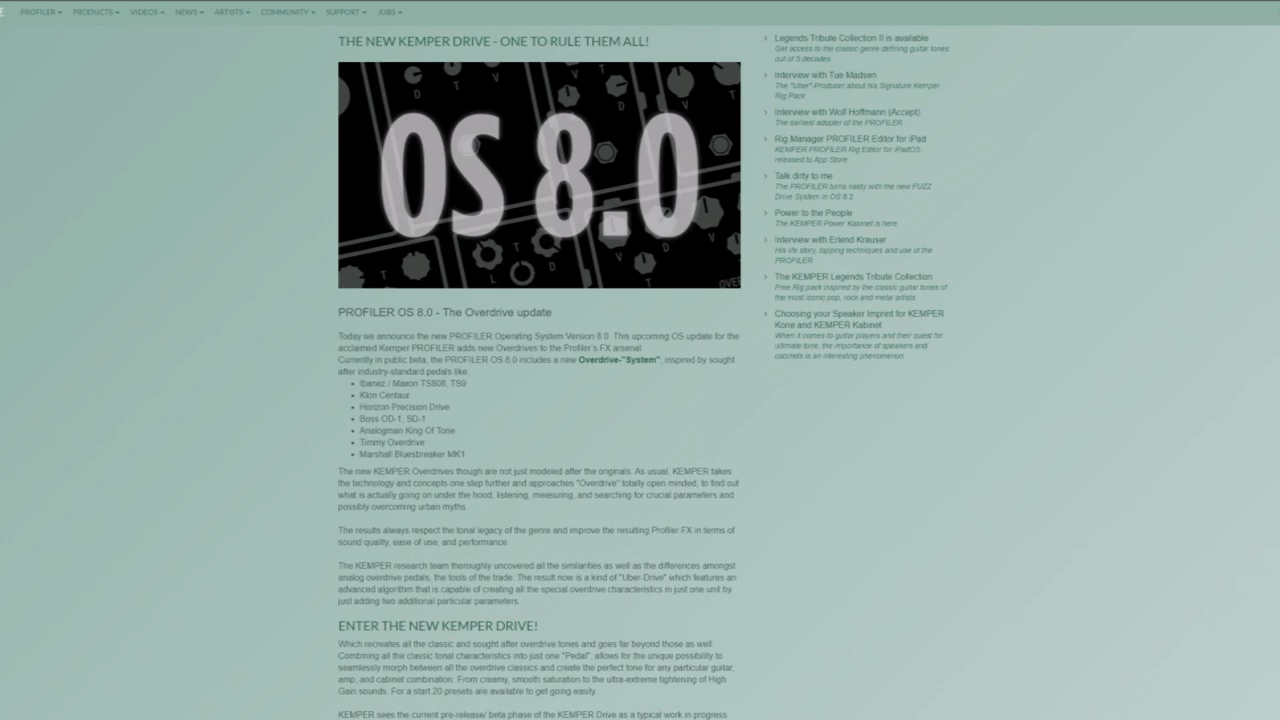 PROFILER PRODUCTS VIDEOS NEWS ARTISTS COMMUNITY SUPPORT JOBS
THE NEW KEMPER DRIVE - ONE TO RULE THEM ALL!
OS 8.0
PROFILER OS 8.0 - The Overdrive update
Today we announce the new PROFILER Operating System Version 8.0. This upcoming OS update for the
acclaimed Kemper PROFILER adds new Overdrives to the Profiler's FX arsenal.
Currently in public beta, the PROFILER OS 8.0 includes a new Overdrive-"System", inspired by sought
after industry-standard pedals like:
• Ibanez / Maxon TS808, TS9
• Klon Centaur
• Horizon Precision Drive
• Boss OD-1, SD-1
• Analogman King Of Tone
• Timmy Overdrive
• Marshall Bluesbreaker MK1
The new KEMPER Overdrives though are not just modeled after the originals. As usual, KEMPER takes
the technology and concepts one step further and approaches "Overdrive" totally open minded, to find out
what is actually going on under the hood, listening, measuring, and searching for crucial parameters and
possibly overcoming urban myths.
The results always respect the tonal legacy of the genre and improve the resulting Profiler FX in terms of
sound quality, ease of use, and performance.
The KEMPER research team thoroughly uncovered all the similarities as well as the differences amongst
analog overdrive pedals, the tools of the trade. The result now is a kind of "Uber-Drive" which features an
advanced algorithm that is capable of creating all the special overdrive characteristics in just one unit by
just adding two additional particular parameters.
ENTER THE NEW KEMPER DRIVE!
Which recreates all the classic and sought after overdrive tones and goes far beyond those as well.
Combining all the classic tonal characteristics into just one "Pedal", allows for the unique possibility to
seamlessly morph between all the overdrive classics and create the perfect tone for any particular guitar,
amp, and cabinet combination: From creamy, smooth saturation to the ultra-extreme tightening of High
Gain sounds. For a start 20 presets are available to get going easily.
KEMPER sees the current pre-release/ beta phase of the KEMPER Drive as a typical work in progress
Legends Tribute Collection II is available
Get access to the classic genre defining guitar tones
out of 5 decades
Interview with Tue Madsen
The "Uber"-Producer about his Signature Kemper
Rig Pack
Interview with Wolf Hoffmann (Accept)
The earliest adopter of the PROFILER
Rig Manager PROFILER Editor for iPad
KEMPER PROFILER Rig Editor for iPadOS
released to App Store
Talk dirty to me
The PROFILER turns nasty with the new FUZZ
Drive System in OS 8.2
Power to the People
The KEMPER Power Kabinet is here
Interview with Erlend Krauser
His life story, tapping techniques and use of the
PROFILER
The KEMPER Legends Tribute Collection
Free Rig pack inspired by the classic guitar tones of
the most iconic pop, rock and metal artists
Choosing your Speaker Imprint for KEMPER
Kone and KEMPER Kabinet
When it comes to guitar players and their quest for
ultimate tone, the importance of speakers and
cabinets is an interesting phenomenon.